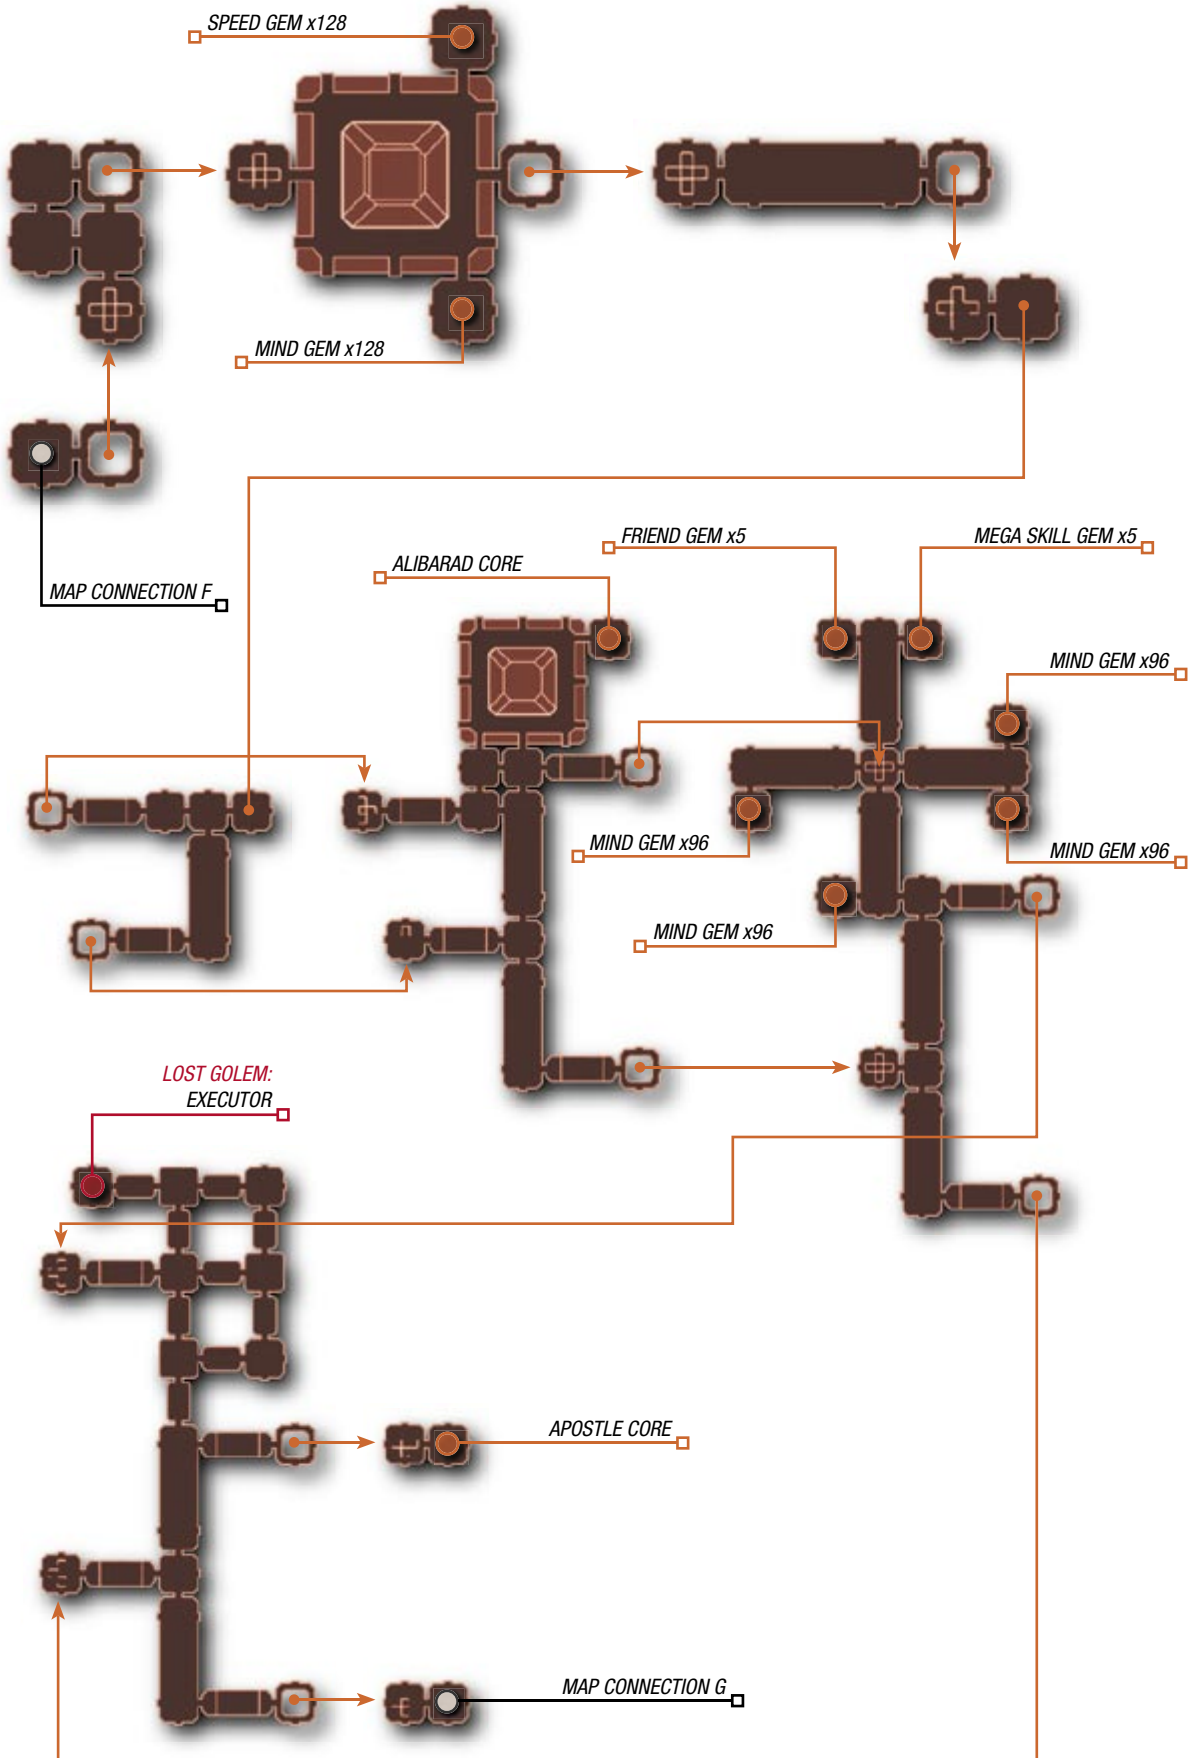 SPEED GEM x128
MIND GEM x128
MAP CONNECTION F
ALIBARAD CORE
FRIEND GEM x5
MEGA SKILL GEM x5
MIND GEM x96
MIND GEM x96
MIND GEM x96
MIND GEM x96
LOST GOLEM:
EXECUTOR
APOSTLE CORE
MAP CONNECTION G